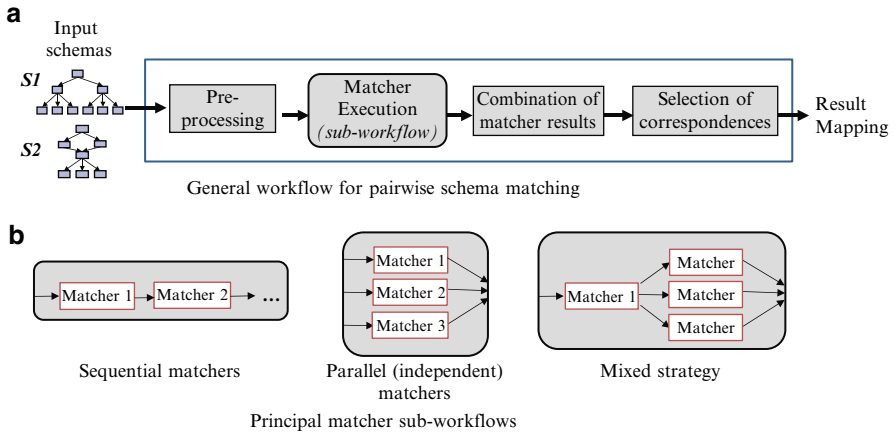 a
Input
schemas
S1
S2
Pre-
processing
Matcher
Execution
(sub-workflow)
Combination of
matcher results
Selection of
correspondences
Result
Mapping
General workflow for pairwise schema matching
b
Matcher 1
Matcher 2
...
Sequential matchers
Matcher 1
Matcher 2
Matcher 3
Parallel (independent)
matchers
Matcher 1
Matcher
Matcher
Matcher
Mixed strategy
Principal matcher sub-workflows